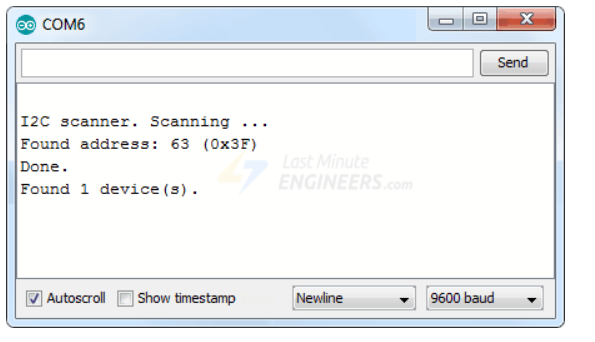 COM6
Send
I2C scanner. Scanning ...
Found address: 63 (0x3F)
Done.
Found 1 device(s).
Last Minute
ENGINEERS.com
Autoscroll Show timestamp Newline 9600 baud